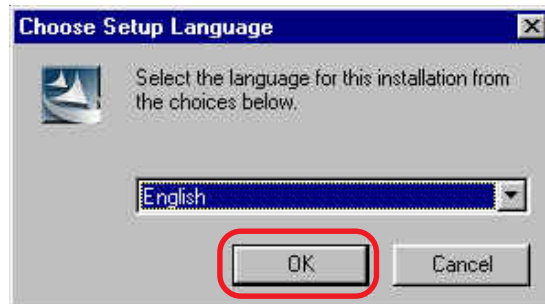 Choose Setup Language
Select the language for this installation from
the choices below.
English
OK
Cancel